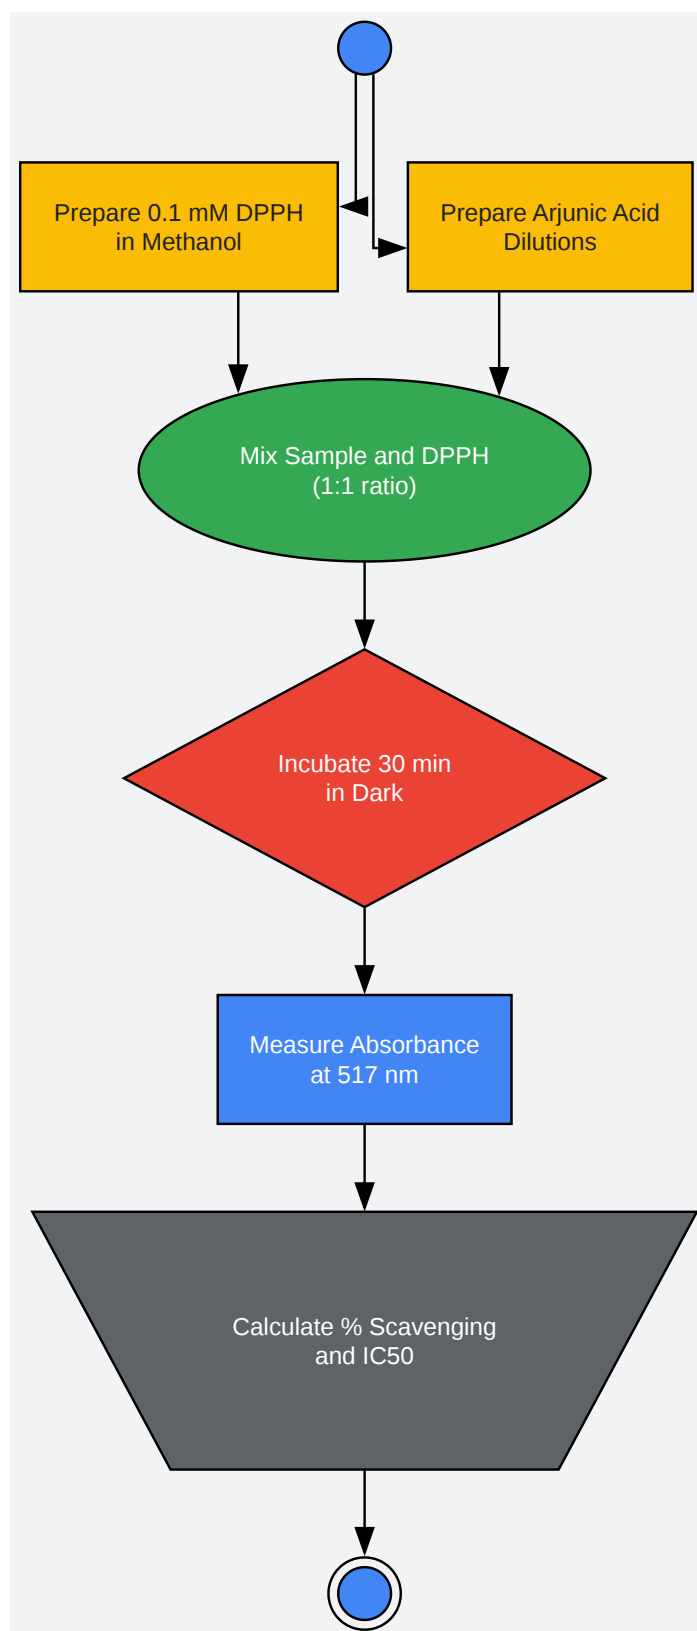 Prepare 0.1 mM DPPH
in Methanol
Prepare Arjunic Acid
Dilutions
Mix Sample and DPPH
(1:1 ratio)
Incubate 30 min
in Dark
Measure Absorbance
at 517 nm
Calculate % Scavenging
and IC50